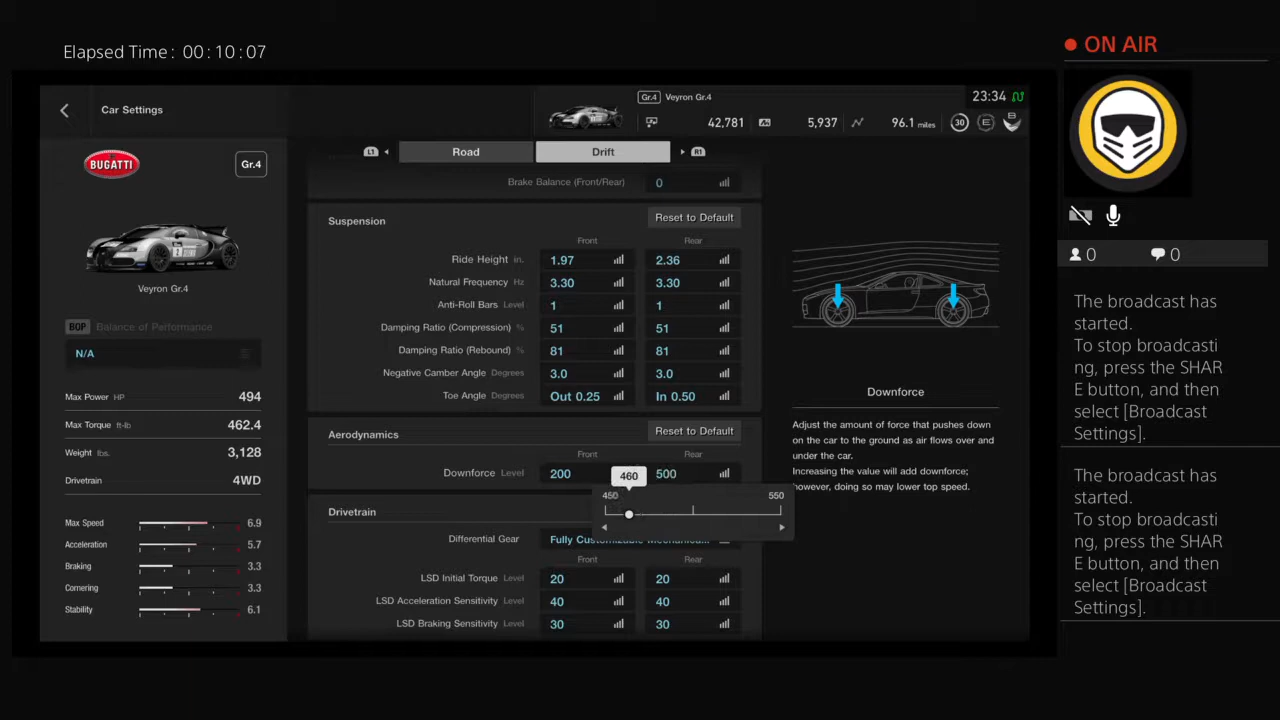 Elapsed Time: 00:10:07
ON AIR
Car Settings
Gr.4 Veyron Gr.4
23:34
42,781 5,937 96.1 miles 30 E B
BUGATTI Gr.4
L1 Road Drift R1
Brake Balance (Front/Rear) 0
Suspension Reset to Default
Front Rear
Ride Height in. 1.97 2.36
Natural Frequency Hz 3.30 3.30
Anti-Roll Bars Level 1 1
Damping Ratio (Compression) % 51 51
Damping Ratio (Rebound) % 81 81
Negative Camber Angle Degrees 3.0 3.0
Toe Angle Degrees Out 0.25 In 0.50
Aerodynamics Reset to Default
Front Rear
Downforce Level 200 500
460
450 550
Drivetrain
Differential Gear Fully Customizable Mechanica...
Front Rear
LSD Initial Torque Level 20 20
LSD Acceleration Sensitivity Level 40 40
LSD Braking Sensitivity Level 30 30
Veyron Gr.4
BOP Balance of Performance
N/A
Max Power HP 494
Max Torque ft-lb 462.4
Weight lbs. 3,128
Drivetrain 4WD
Max Speed 6.9
Acceleration 5.7
Braking 3.3
Cornering 3.3
Stability 6.1
Downforce
Adjust the amount of force that pushes down
on the car to the ground as air flows over and
under the car.
Increasing the value will add downforce;
however, doing so may lower top speed.
0 0
The broadcast has
started.
To stop broadcasti
ng, press the SHAR
E button, and then
select [Broadcast
Settings].
The broadcast has
started.
To stop broadcasti
ng, press the SHAR
E button, and then
select [Broadcast
Settings].